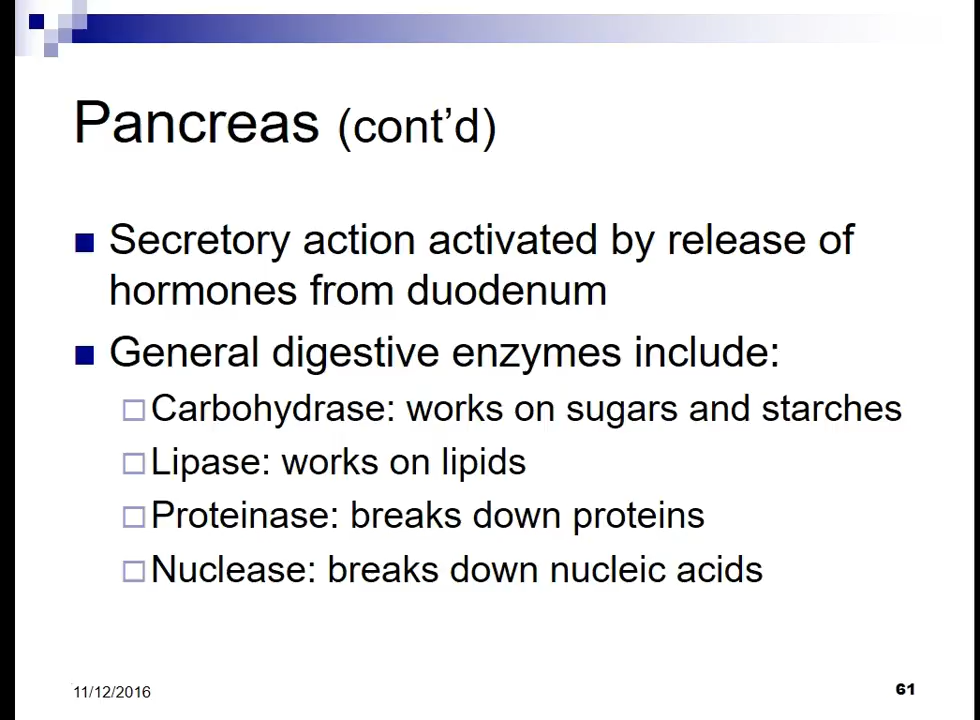 Pancreas (cont’d)
Secretory action activated by release of
hormones from duodenum
General digestive enzymes include:
Carbohydrase: works on sugars and starches
Lipase: works on lipids
Proteinase: breaks down proteins
Nuclease: breaks down nucleic acids
11/12/2016
61